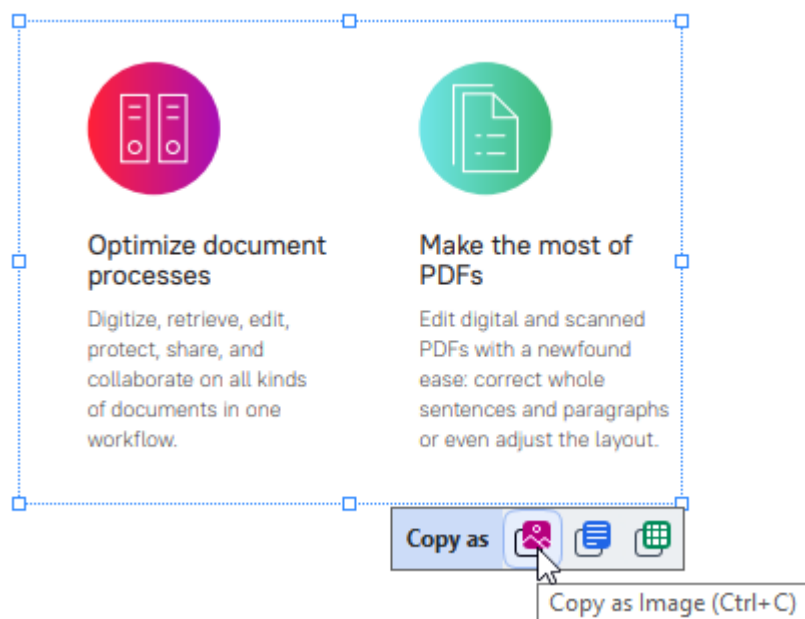 Optimize document
processes
Digitize, retrieve, edit,
protect, share, and
collaborate on all kinds
of documents in one
workflow.
Make the most of
PDFs
Edit digital and scanned
PDFs with a newfound
ease: correct whole
sentences and paragraphs
or even adjust the layout.
Copy as
Copy as Image (Ctrl+C)